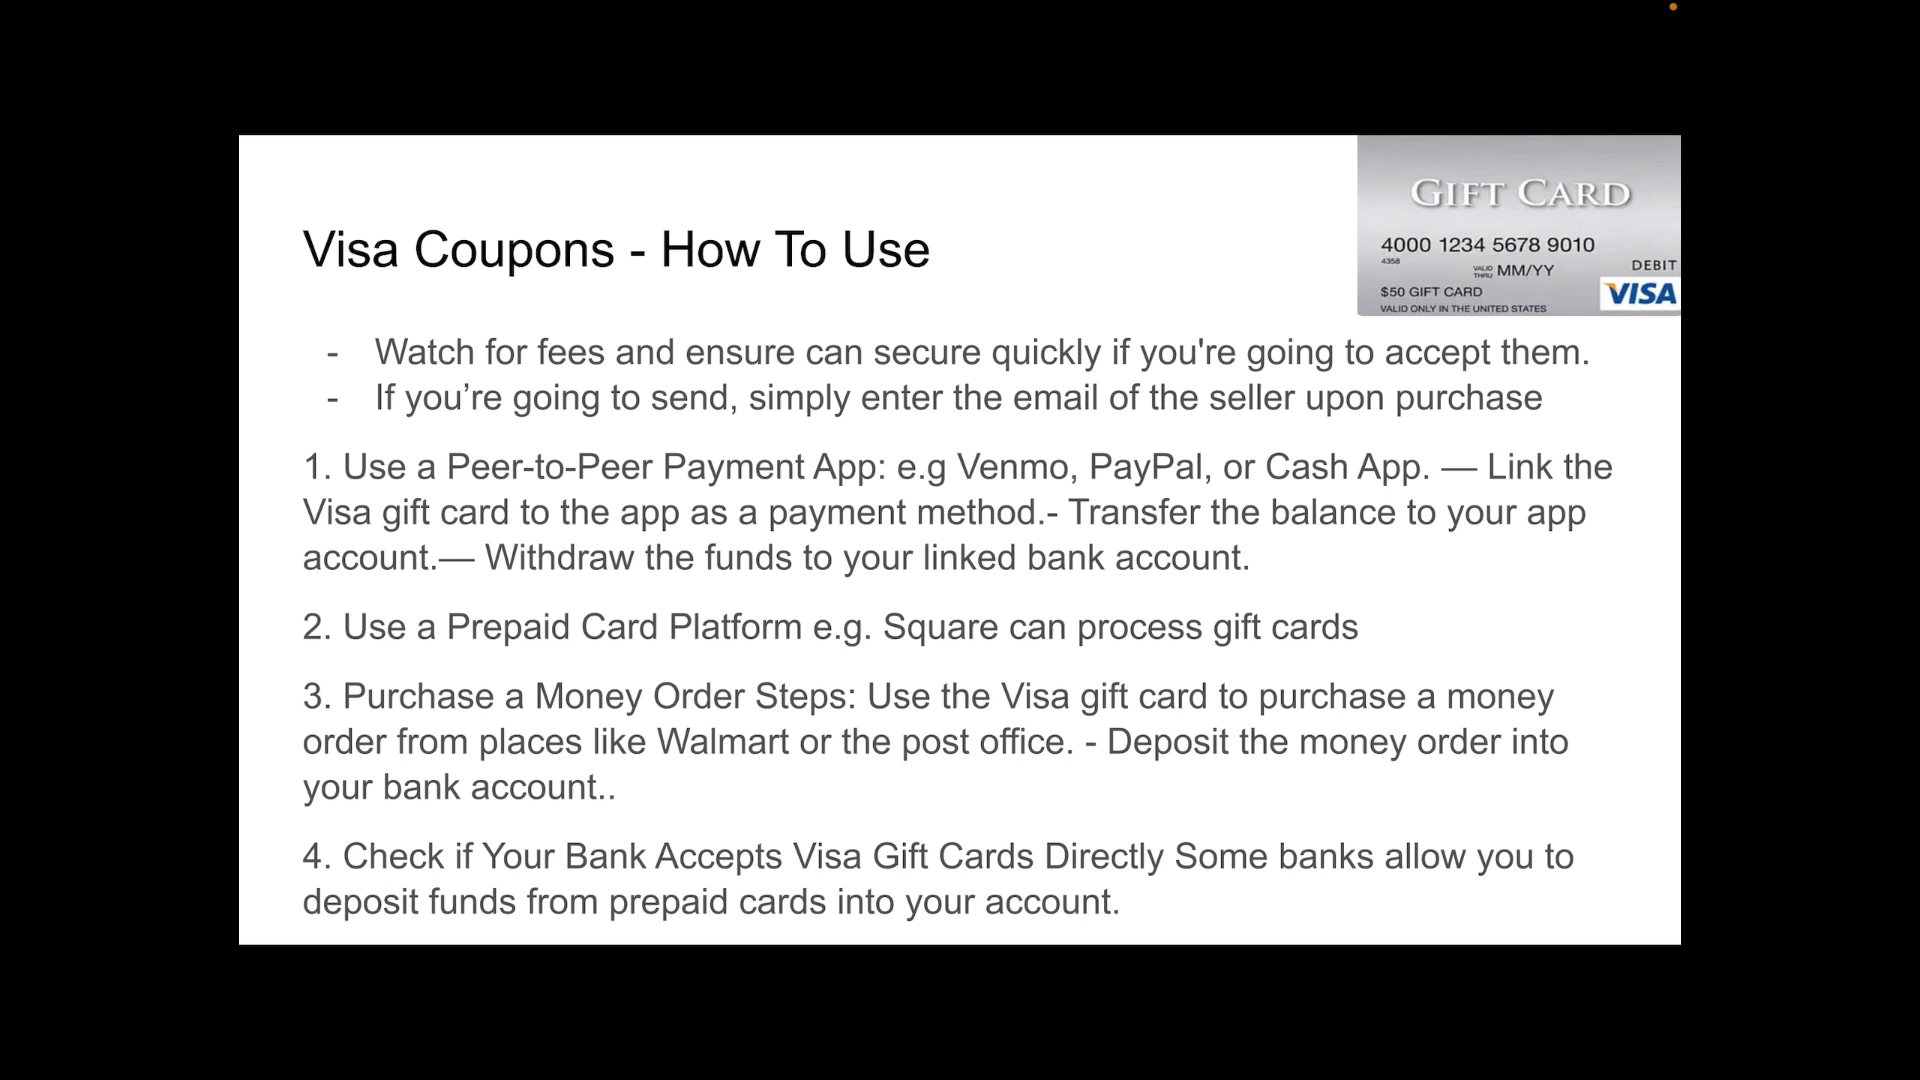 GIFT CARD
4000 1234 5678 9010
4358
VALID THRU MM/YY
DEBIT
$50 GIFT CARD
VISA
VALID ONLY IN THE UNITED STATES
Visa Coupons - How To Use
- Watch for fees and ensure can secure quickly if you're going to accept them.
- If you’re going to send, simply enter the email of the seller upon purchase
1. Use a Peer-to-Peer Payment App: e.g Venmo, PayPal, or Cash App. — Link the
Visa gift card to the app as a payment method.- Transfer the balance to your app
account.— Withdraw the funds to your linked bank account.
2. Use a Prepaid Card Platform e.g. Square can process gift cards
3. Purchase a Money Order Steps: Use the Visa gift card to purchase a money
order from places like Walmart or the post office. - Deposit the money order into
your bank account..
4. Check if Your Bank Accepts Visa Gift Cards Directly Some banks allow you to
deposit funds from prepaid cards into your account.